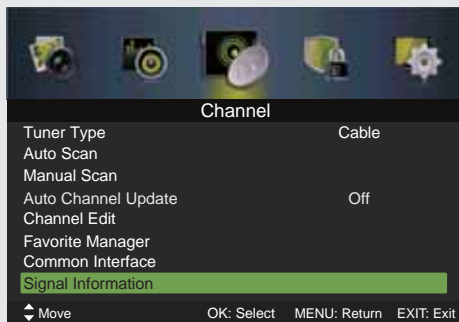 Channel
Tuner Type Cable
Auto Scan
Manual Scan
Auto Channel Update Off
Channel Edit
Favorite Manager
Common Interface
Signal Information
Move OK: Select MENU: Return EXIT: Exit